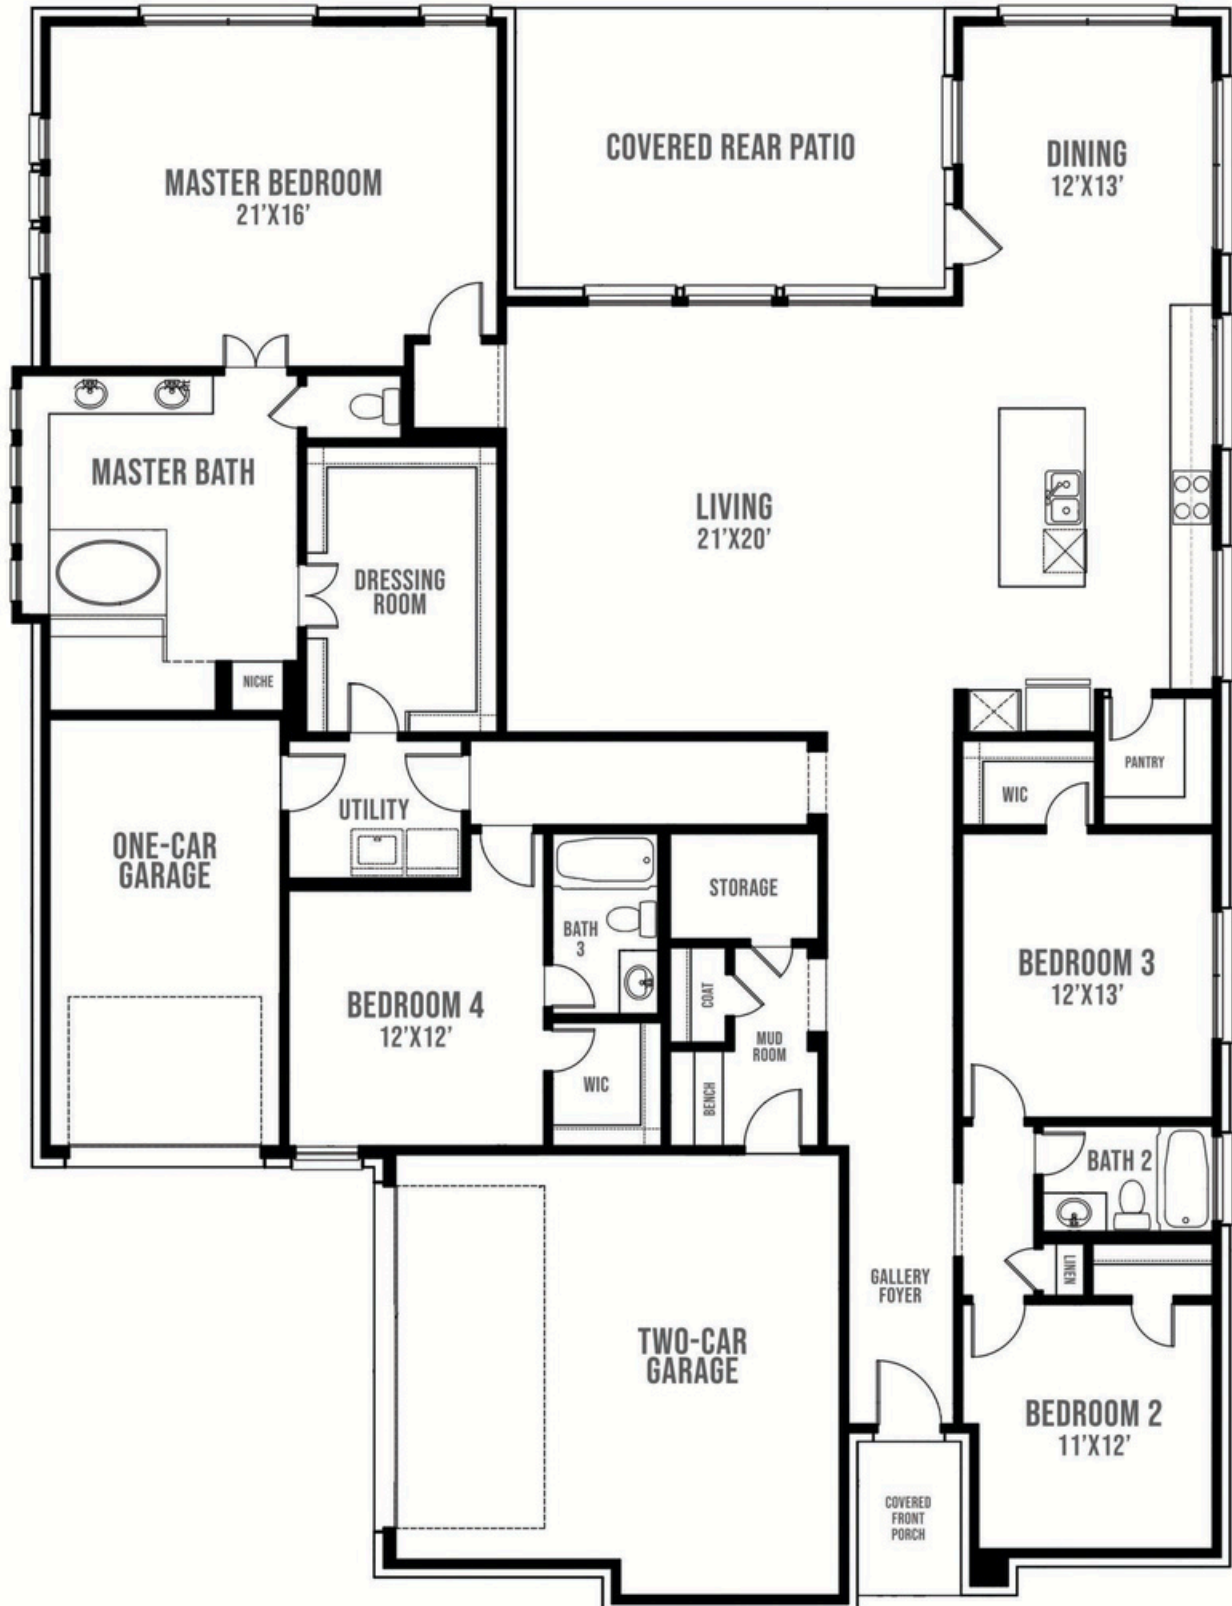 MASTER BEDROOM
21'X16'
COVERED REAR PATIO
DINING
12'X13'
MASTER BATH
LIVING
21'X20'
DRESSING
ROOM
NICHE
PANTRY
WIC
UTILITY
ONE-CAR
GARAGE
STORAGE
BATH
3
BEDROOM 3
12'X13'
BEDROOM 4
12'X12'
COAT
MUD
ROOM
WIC
BENCH
BATH 2
LINEN
GALLERY
FOYER
TWO-CAR
GARAGE
BEDROOM 2
11'X12'
COVERED
FRONT
PORCH